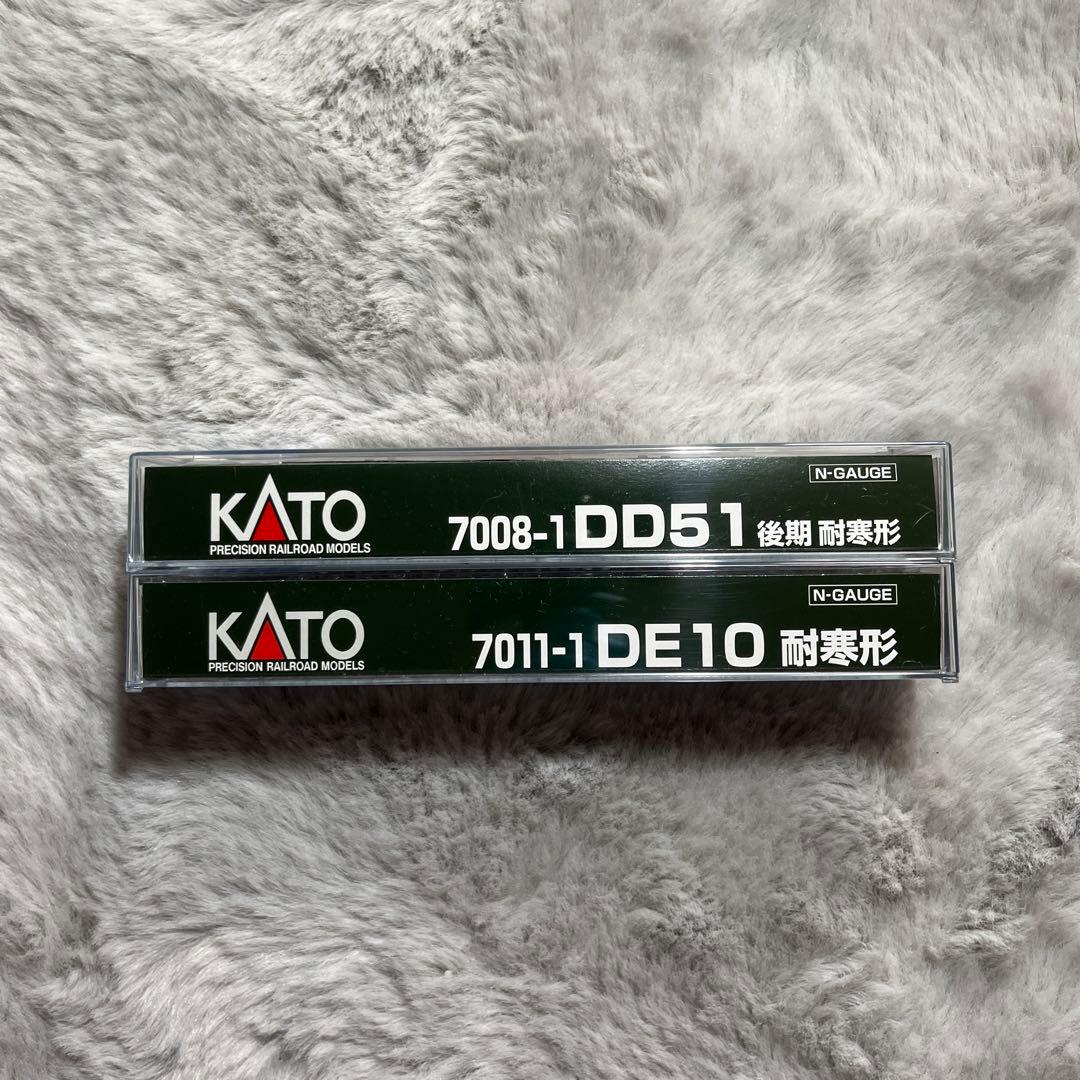 N-GAUGE
KATO
PRECISION RAILROAD MODELS
7008-1 DD51 後期 耐寒形
N-GAUGE
KATO
PRECISION RAILROAD MODELS
7011-1 DE10 耐寒形